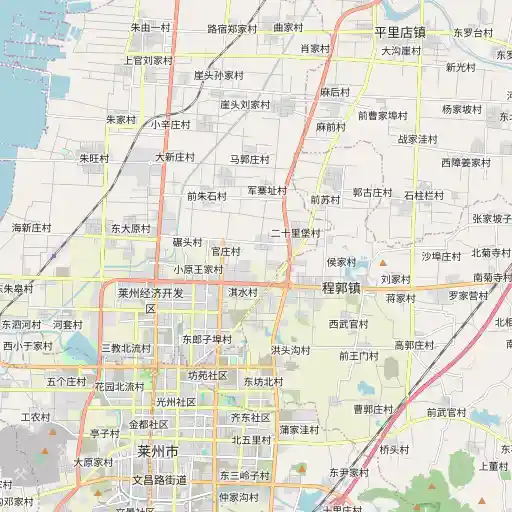 朱由一村
路宿郑家村
曲家村
平里店镇
东罗台村
肖家村
大沟崖村
上官刘家村
新光村
崖头孙家村
麻后村
崖头刘家村
杨家坡村
前曹家埠村
朱家村
小辛庄村
麻前村
战家洼村
朱旺村
大新庄村
马郭庄村
西障姜家村
军寨址村
郭古庄村
前朱石村
前苏村
石柱栏村
张家坡子
海新庄村
东大原村
二十里堡村
碾头村
官庄村
沙埠庄村
北菊寺村
侯家村
小原王家村
刘家村
南菊寺村
东朱皋村
莱州经济开发
区
淇水村
程郭镇
蒋家村
罗家营村
东泗河村
河套村
西武官村
东郎子埠村
西小于家村
三教北流村
洪头沟村
前王门村
高郭庄村
坊苑社区
五个庄村
花园北流村
东坊北村
光州社区
曹郭庄村
工农村
齐东社区
前武官村
金都社区
亭子村
蒲家洼村
北五里村
莱州市
桥头村
大原家村
东尹家村
上董村
东三岭子村
文昌路街道
仲家沟村
沟邓家村
十里庄
文昌社区